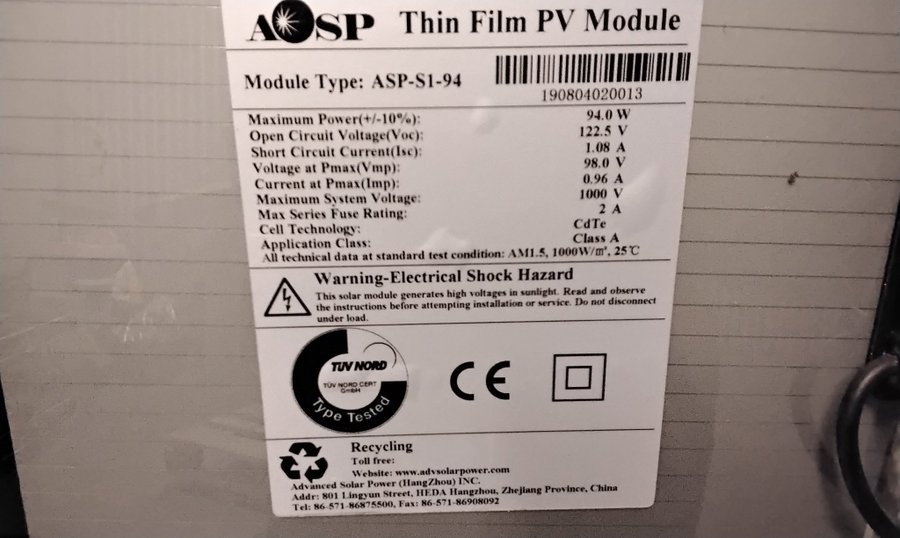 ASP Thin Film PV Module
Module Type: ASP-S1-94
190804020013
Maximum Power(+/-10%): 94.0 W
Open Circuit Voltage(Voc): 122.5 V
Short Circuit Current(Isc): 1.08 A
Voltage at Pmax(Vmp): 98.0 V
Current at Pmax(Imp): 0.96 A
Maximum System Voltage: 1000 V
Max Series Fuse Rating: 2 A
Cell Technology: CdTe
Application Class: Class A
All technical data at standard test condition: AM1.5, 1000W/㎡, 25℃
Warning-Electrical Shock Hazard
This solar module generates high voltages in sunlight. Read and observe
the instructions before attempting installation or service. Do not disconnect
under load.
TÜV NORD
TÜV NORD CERT
GmbH
Type Tested
CE
Recycling
Toll free:
Website: www.advsolarpower.com
Advanced Solar Power (HangZhou) INC.
Addr: 801 Lingyun Street, HEDA Hangzhou, Zhejiang Province, China
Tel: 86-571-86875500, Fax: 86-571-86908092